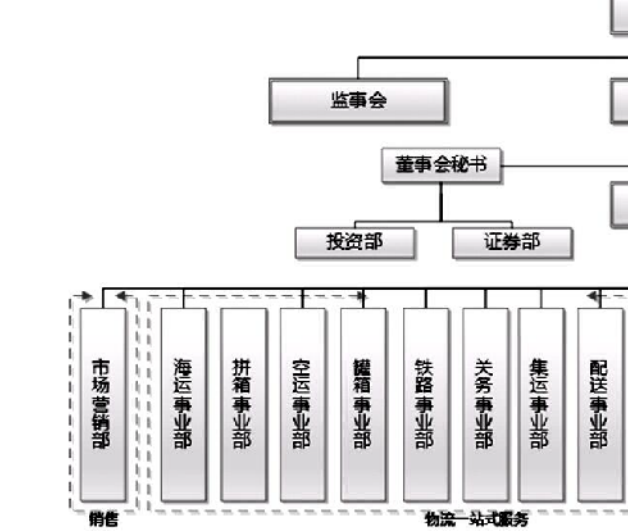 监事会
董事会秘书
投资部
证券部
市场营销部
海运事业部
拼箱事业部
空运事业部
罐箱事业部
铁路事业部
关务事业部
集运事业部
配送事业部
销售
物流一站式服务